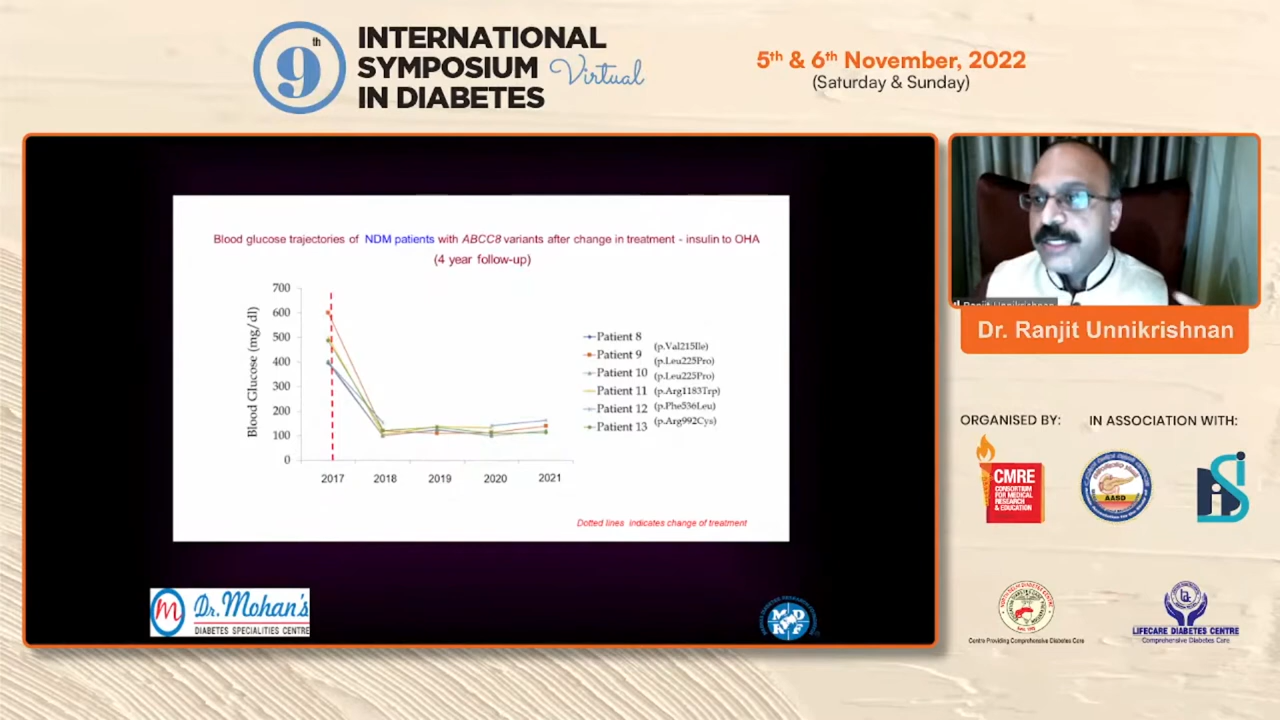 9th
INTERNATIONAL
SYMPOSIUM Virtual
IN DIABETES
5th & 6th November, 2022
(Saturday & Sunday)
Blood glucose trajectories of NDM patients with ABCC8 variants after change in treatment - insulin to OHA
(4 year follow-up)
Blood Glucose (mg/dl)
700
600
500
400
300
200
100
0
2017 2018 2019 2020 2021
Patient 8 (p.Val215Ile)
Patient 9 (p.Leu225Pro)
Patient 10 (p.Leu225Pro)
Patient 11 (p.Arg1183Trp)
Patient 12 (p.Phe536Leu)
Patient 13 (p.Arg992Cys)
Dotted lines indicates change of treatment
m Dr. Mohan's
DIABETES SPECIALITIES CENTRE
MDRF
Ranjit Unnikrishnan
Dr. Ranjit Unnikrishnan
ORGANISED BY:
IN ASSOCIATION WITH:
CMRE
CONSORTIUM
FOR MEDICAL
RESEARCH
& EDUCATION
AASD
Centre Providing Comprehensive Diabetes Care
LIFECARE DIABETES CENTRE
Comprehensive Diabetes Care